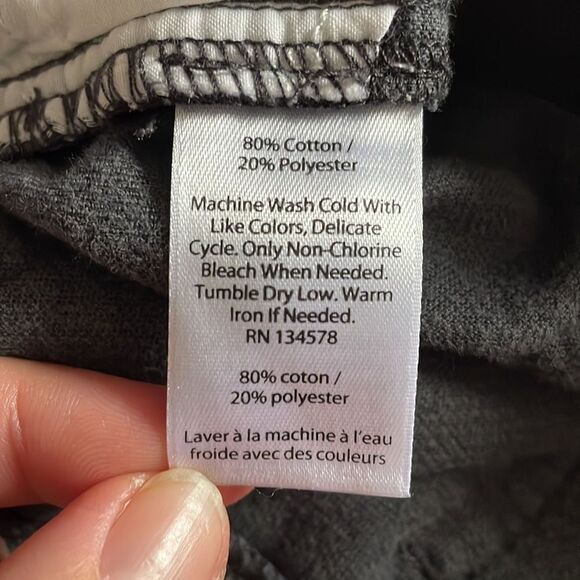 80% Cotton /
20% Polyester
Machine Wash Cold With
Like Colors, Delicate
Cycle. Only Non-Chlorine
Bleach When Needed.
Tumble Dry Low. Warm
Iron If Needed.
RN 134578
80% coton /
20% polyester
Laver à la machine à l'eau
froide avec des couleurs